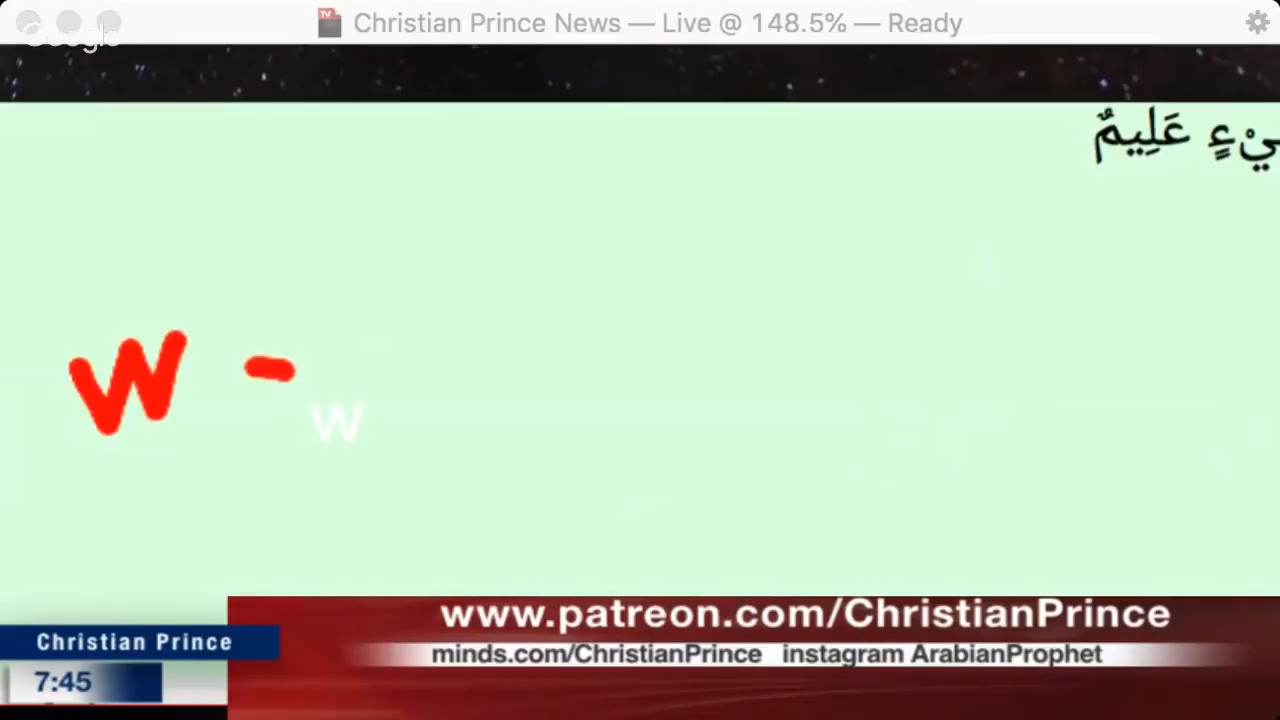 Christian Prince News — Live @ 148.5% — Ready
Google
عَلِيمٌ
W -
w
www.patreon.com/ChristianPrince
Christian Prince
minds.com/ChristianPrince instagram ArabianProphet
7:45